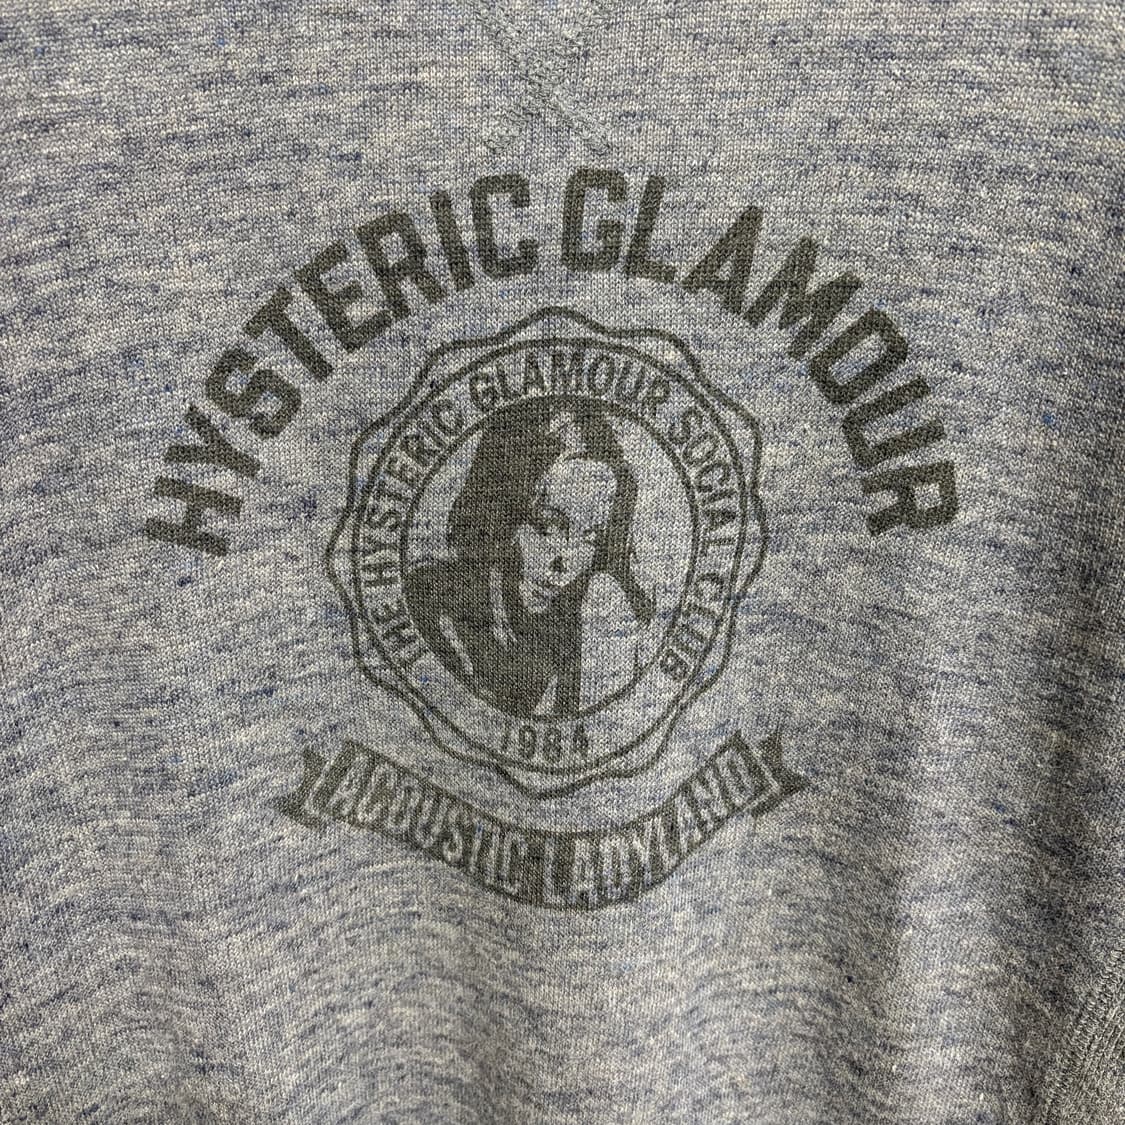 HYSTERIC GLAMOUR
THE HYSTERIC GLAMOUR SOCIAL CLUB
1984
ACOUSTIC LADYLAND